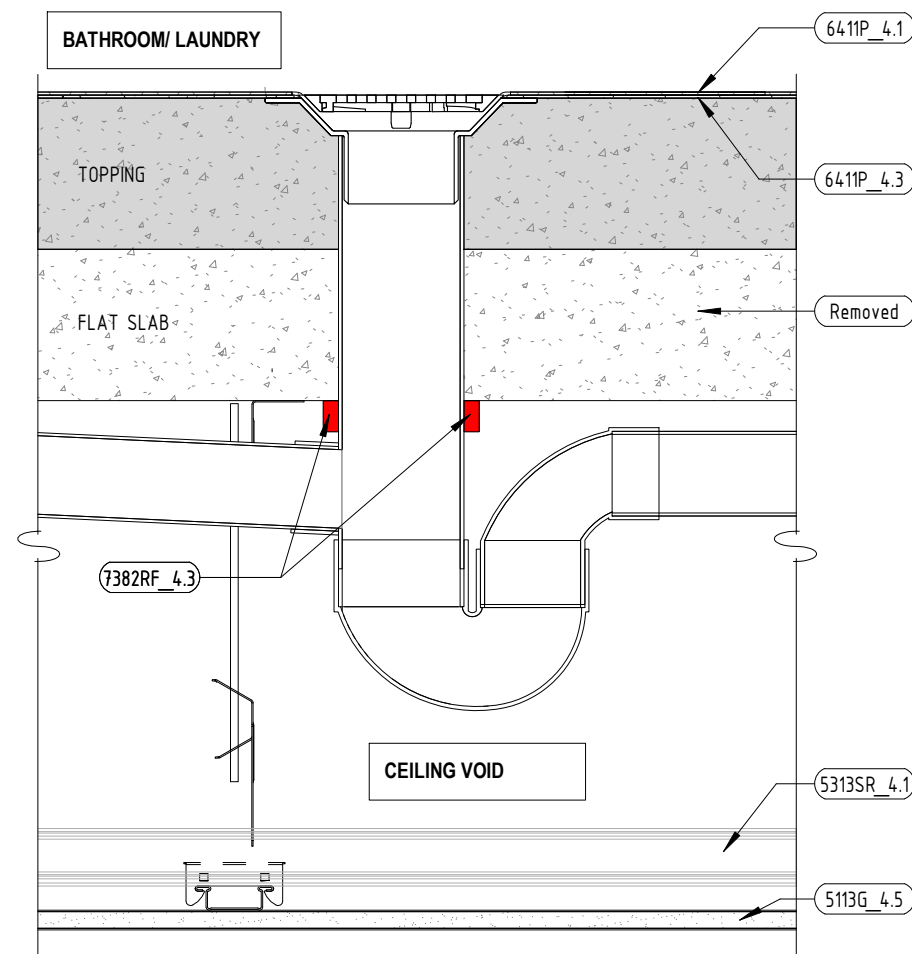 BATHROOM/ LAUNDRY
6411P_4.1
TOPPING
6411P_4.3
Removed
FLAT SLAB
7382RF_4.3
CEILING VOID
5313SR_4.1
5113G_4.5